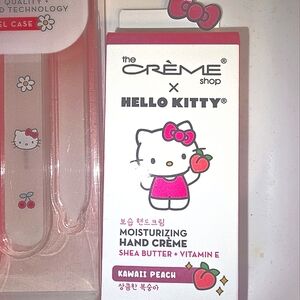 QUALITY +
D TECHNOLOGY
EL CASE
the
CRÈME®
shop
×
HELLO KITTY®
보습 핸드크림
MOISTURIZING
HAND CRÈME
SHEA BUTTER + VITAMIN E
KAWAII PEACH
상큼한 복숭아